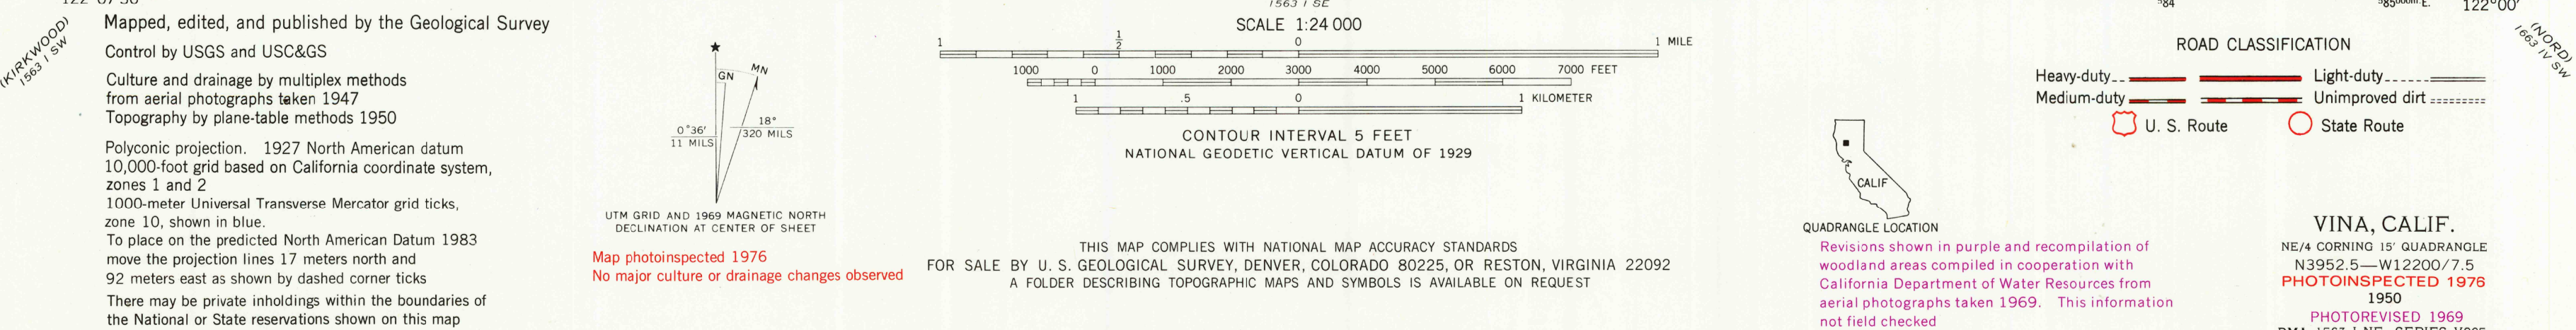 (KIRKWOOD)
1563 I SW
Mapped, edited, and published by the Geological Survey
Control by USGS and USC&GS
Culture and drainage by multiplex methods
from aerial photographs taken 1947
Topography by plane-table methods 1950
Polyconic projection. 1927 North American datum
10,000-foot grid based on California coordinate system,
zones 1 and 2
1000-meter Universal Transverse Mercator grid ticks,
zone 10, shown in blue.
To place on the predicted North American Datum 1983
move the projection lines 17 meters north and
92 meters east as shown by dashed corner ticks
There may be private inholdings within the boundaries of
the National or State reservations shown on this map
★
GN
MN
0°36′
11 MILS
18°
320 MILS
UTM GRID AND 1969 MAGNETIC NORTH
DECLINATION AT CENTER OF SHEET
Map photoinspected 1976
No major culture or drainage changes observed
1563 I SE
SCALE 1:24 000
1 1/2 0 1 MILE
1000 0 1000 2000 3000 4000 5000 6000 7000 FEET
1 .5 0 1 KILOMETER
CONTOUR INTERVAL 5 FEET
NATIONAL GEODETIC VERTICAL DATUM OF 1929
THIS MAP COMPLIES WITH NATIONAL MAP ACCURACY STANDARDS
FOR SALE BY U. S. GEOLOGICAL SURVEY, DENVER, COLORADO 80225, OR RESTON, VIRGINIA 22092
A FOLDER DESCRIBING TOPOGRAPHIC MAPS AND SYMBOLS IS AVAILABLE ON REQUEST
CALIF
QUADRANGLE LOCATION
Revisions shown in purple and recompilation of
woodland areas compiled in cooperation with
California Department of Water Resources from
aerial photographs taken 1969. This information
not field checked
584 585000m.E. 122°00′
(NORD)
1663 IV SW
ROAD CLASSIFICATION
Heavy-duty Light-duty
Medium-duty Unimproved dirt
U. S. Route State Route
VINA, CALIF.
NE/4 CORNING 15′ QUADRANGLE
N3952.5—W12200/7.5
PHOTOINSPECTED 1976
1950
PHOTOREVISED 1969